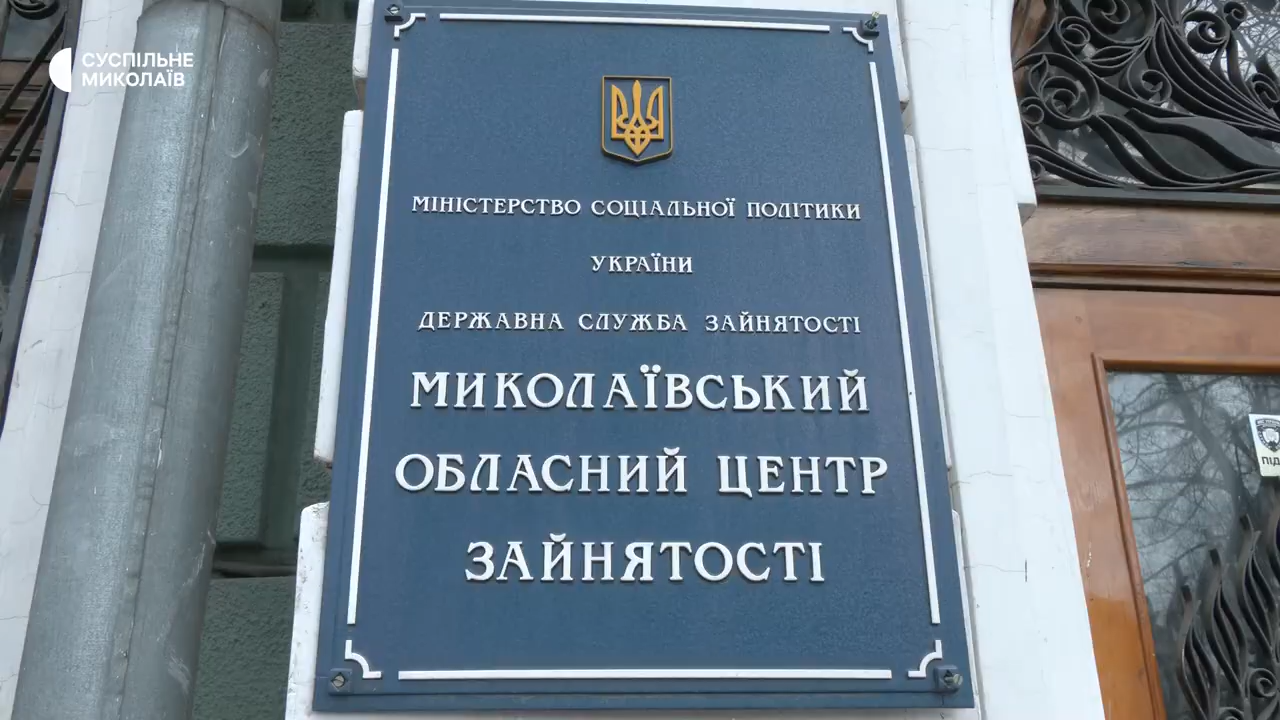 СУСПІЛЬНЕ
МИКОЛАЇВ
МІНІСТЕРСТВО СОЦІАЛЬНОЇ ПОЛІТИКИ
УКРАЇНИ
ДЕРЖАВНА СЛУЖБА ЗАЙНЯТОСТІ
МИКОЛАЇВСЬКИЙ
ОБЛАСНИЙ ЦЕНТР
ЗАЙНЯТОСТІ